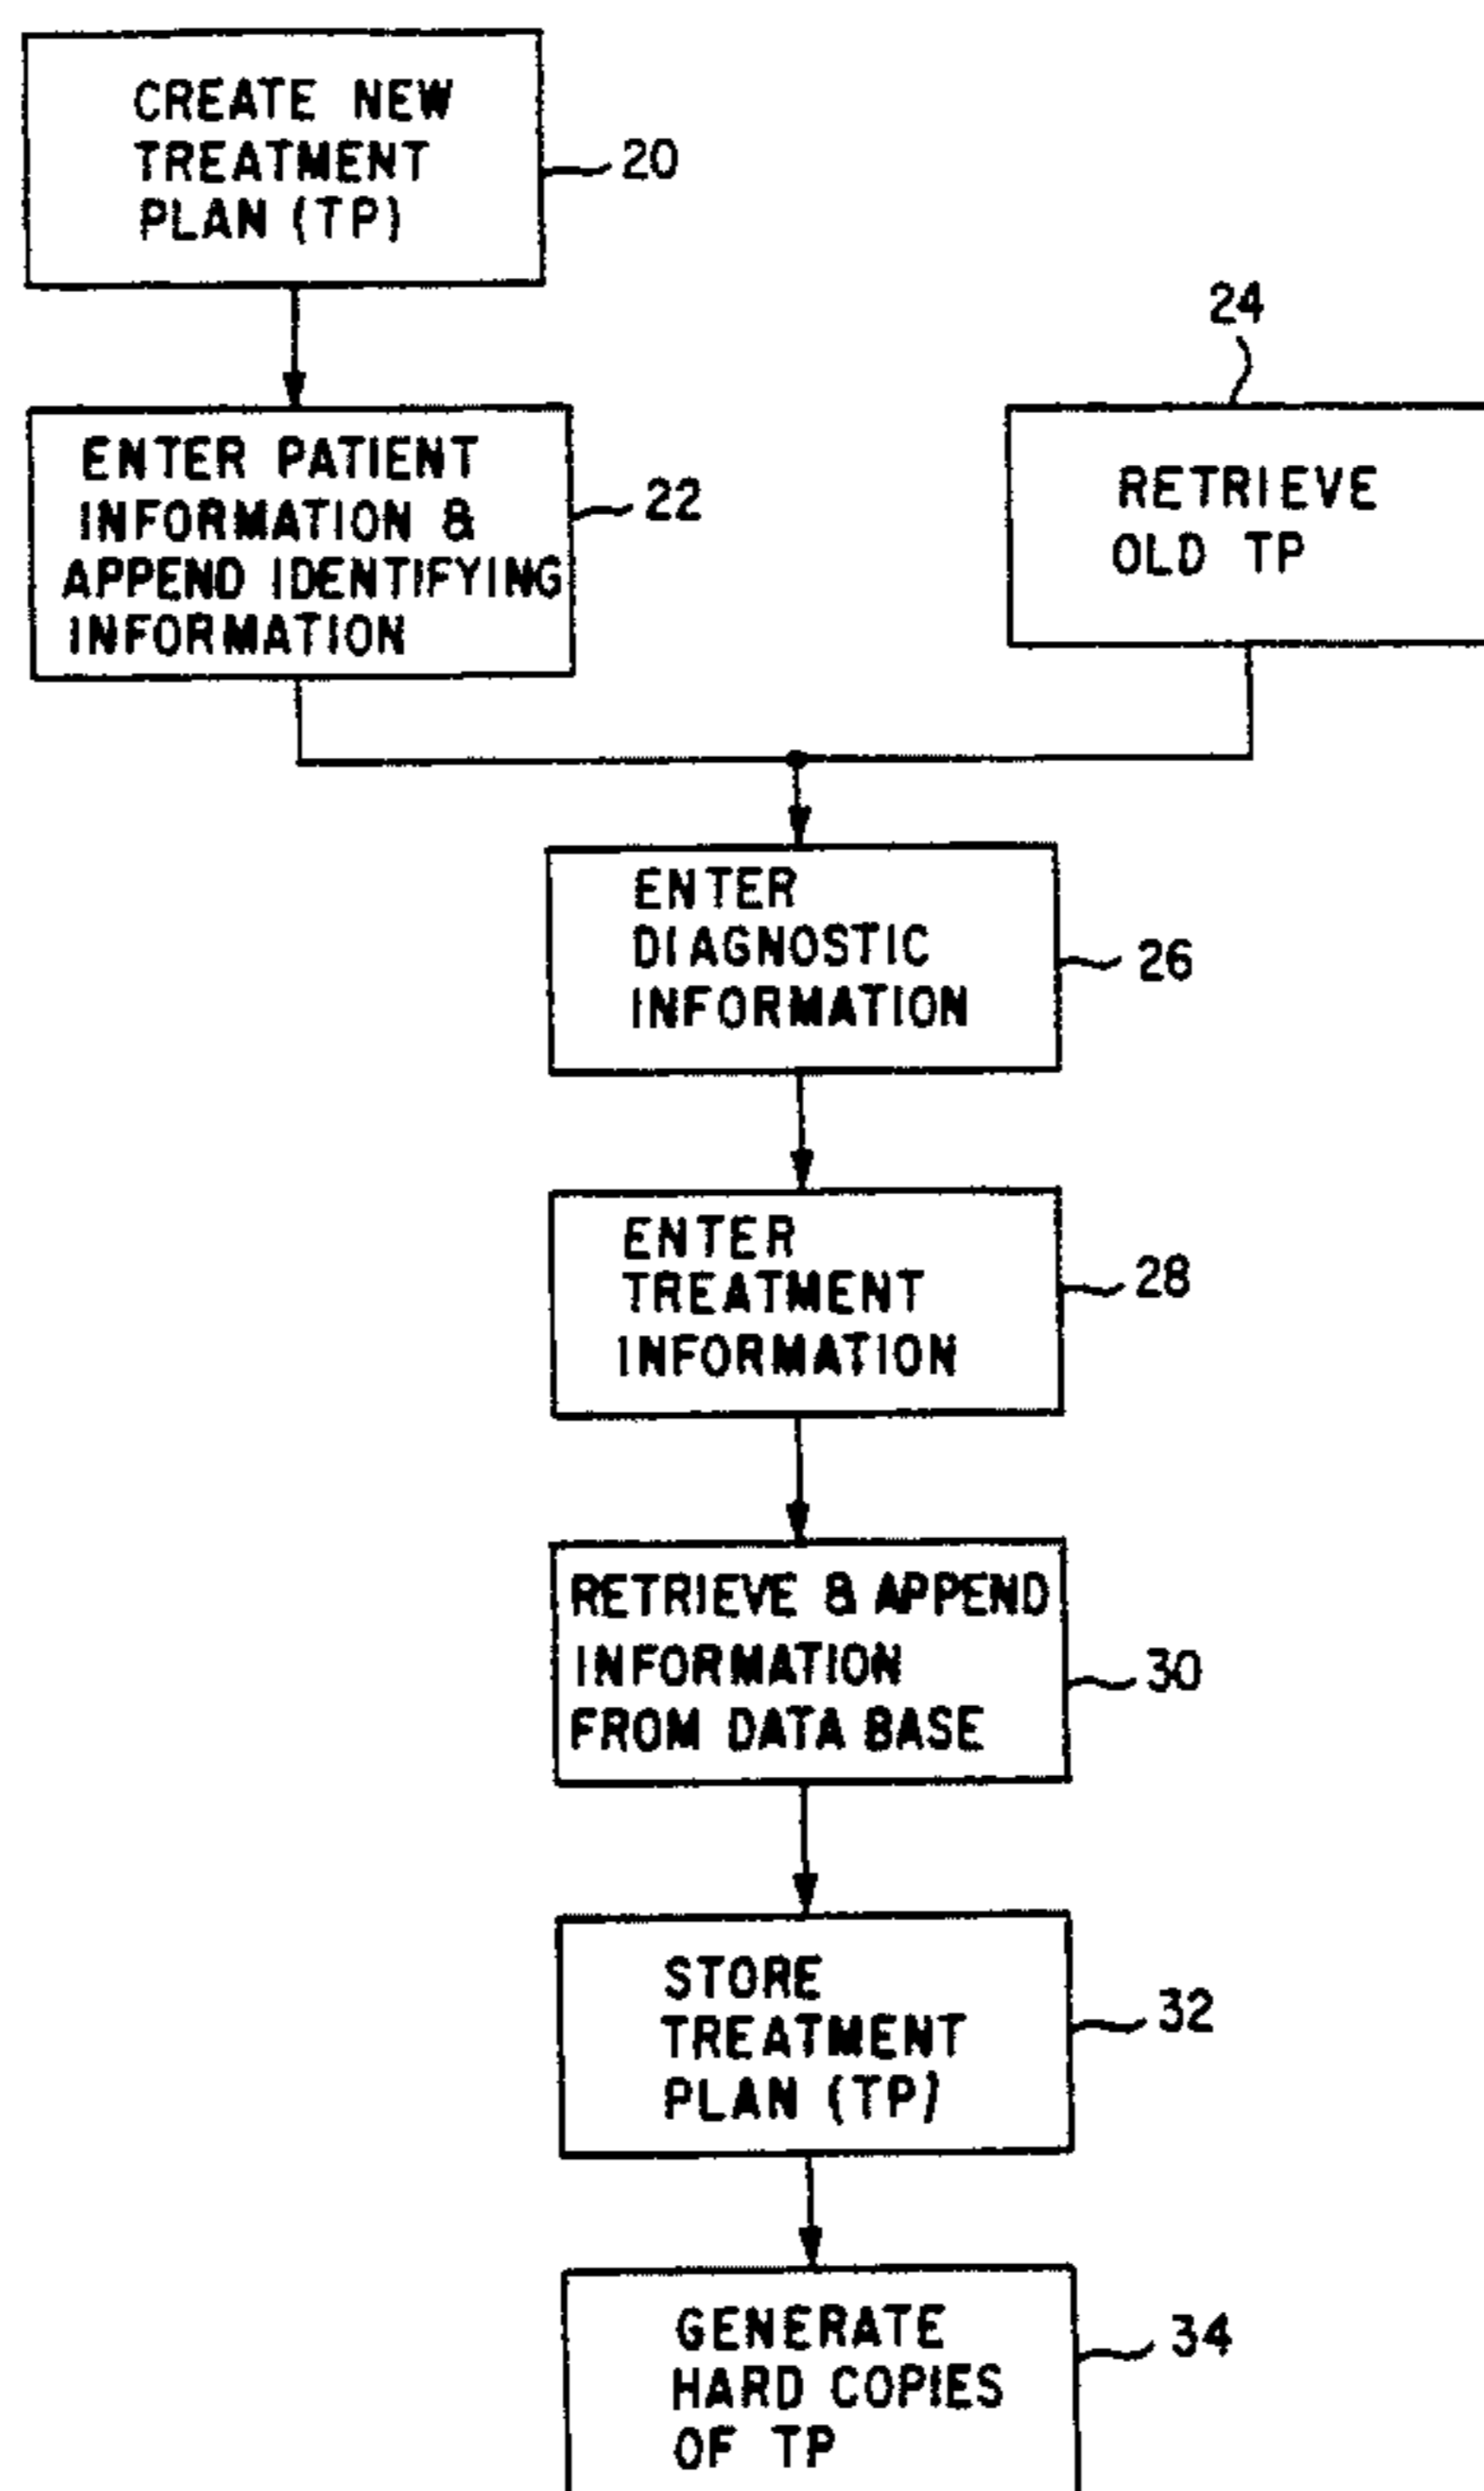 CREATE NEW
TREATMENT
PLAN (TP)
20
24
ENTER PATIENT
INFORMATION &
APPEND IDENTIFYING
INFORMATION
22
RETRIEVE
OLD TP
ENTER
DIAGNOSTIC
INFORMATION
26
ENTER
TREATMENT
INFORMATION
28
RETRIEVE & APPEND
INFORMATION
FROM DATA BASE
30
STORE
TREATMENT
PLAN (TP)
32
GENERATE
HARD COPIES
OF TP
34